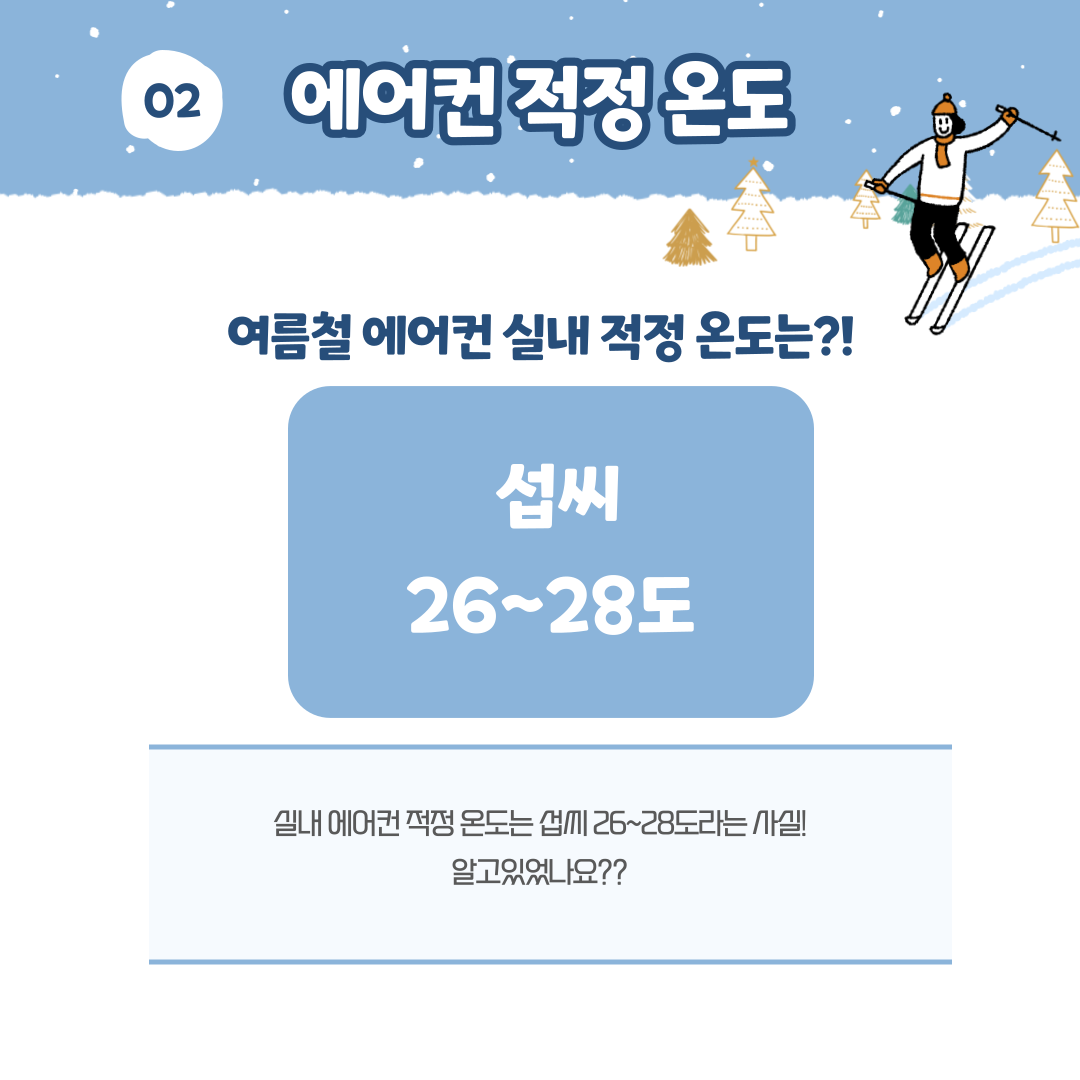 02
에어컨 적정 온도
여름철 에어컨 실내 적정 온도는?!
섭씨
26~28도
실내 에어컨 적정 온도는 섭씨 26~28도라는 사실!
알고있었나요??